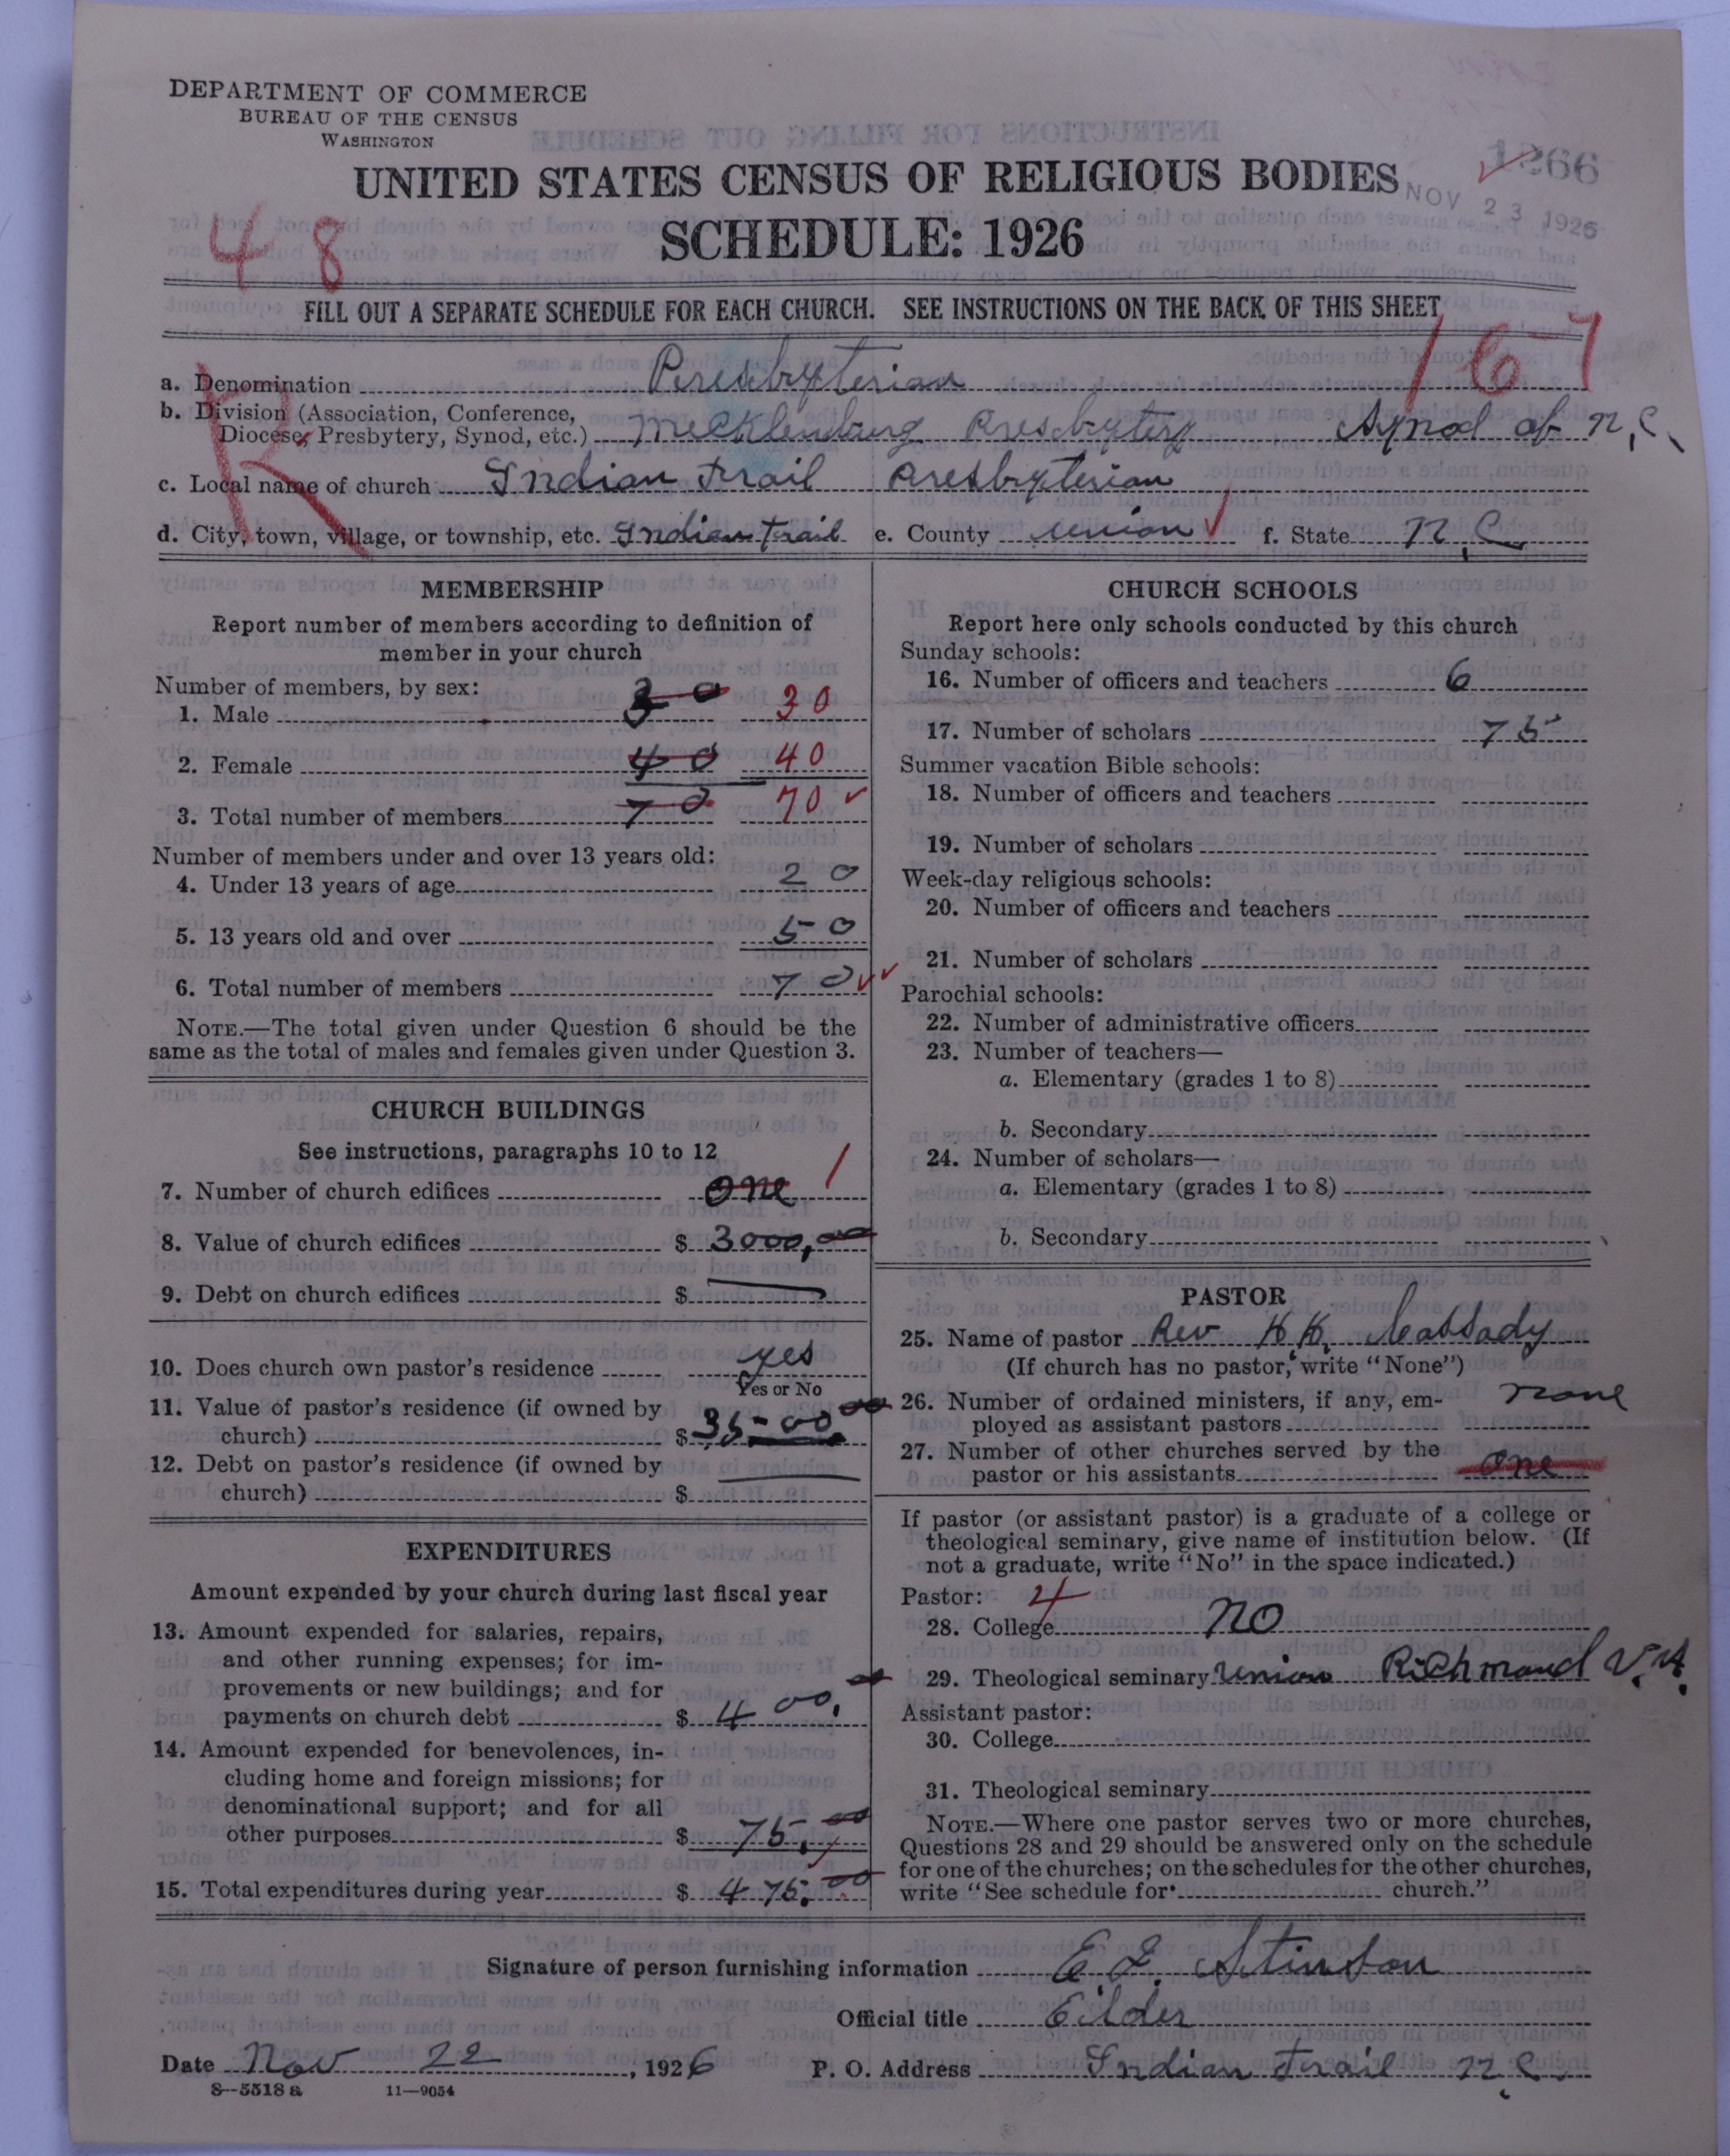 DEPARTMENT OF COMMERCE
BUREAU OF THE CENSUS
WASHINGTON
UNITED STATES CENSUS OF RELIGIOUS BODIES
1266
NOV 23 1926
SCHEDULE: 1926
48
FILL OUT A SEPARATE SCHEDULE FOR EACH CHURCH. SEE INSTRUCTIONS ON THE BACK OF THIS SHEET
167
R
a. Denomination Presbyterian
b. Division (Association, Conference,
Diocese, Presbytery, Synod, etc.) Mecklenburg Presbytery Synod of N.C.
c. Local name of church Indian Trail Presbyterian
d. City, town, village, or township, etc. Indian Trail e. County Union ✓ f. State N.C.
MEMBERSHIP
Report number of members according to definition of
member in your church
Number of members, by sex:
1. Male 30 30
2. Female 40 40
3. Total number of members 70 70 ✓
Number of members under and over 13 years old:
4. Under 13 years of age 20
5. 13 years old and over 50
6. Total number of members 70 ✓✓
NOTE.—The total given under Question 6 should be the
same as the total of males and females given under Question 3.
CHURCH BUILDINGS
See instructions, paragraphs 10 to 12
7. Number of church edifices one 1
8. Value of church edifices $ 3000,00
9. Debt on church edifices $ —
10. Does church own pastor's residence yes
Yes or No
11. Value of pastor's residence (if owned by
church) $ 3500.00
12. Debt on pastor's residence (if owned by
church) $ —
EXPENDITURES
Amount expended by your church during last fiscal year
13. Amount expended for salaries, repairs,
and other running expenses; for im-
provements or new buildings; and for
payments on church debt $ 400.
14. Amount expended for benevolences, in-
cluding home and foreign missions; for
denominational support; and for all
other purposes $ 75.00
15. Total expenditures during year $ 475.00
CHURCH SCHOOLS
Report here only schools conducted by this church
Sunday schools:
16. Number of officers and teachers 6
17. Number of scholars 75
Summer vacation Bible schools:
18. Number of officers and teachers
19. Number of scholars
Week-day religious schools:
20. Number of officers and teachers
21. Number of scholars
Parochial schools:
22. Number of administrative officers
23. Number of teachers—
a. Elementary (grades 1 to 8)
b. Secondary
24. Number of scholars—
a. Elementary (grades 1 to 8)
b. Secondary
PASTOR
25. Name of pastor Rev. Cassady
(If church has no pastor, write "None")
26. Number of ordained ministers, if any, em-
ployed as assistant pastors none
27. Number of other churches served by the
pastor or his assistants one
If pastor (or assistant pastor) is a graduate of a college or
theological seminary, give name of institution below. (If
not a graduate, write "No" in the space indicated.)
Pastor: 4
28. College no
29. Theological seminary Union Richmond Va.
Assistant pastor:
30. College
31. Theological seminary
NOTE.—Where one pastor serves two or more churches,
Questions 28 and 29 should be answered only on the schedule
for one of the churches; on the schedules for the other churches,
write "See schedule for church."
Signature of person furnishing information E. L. Stinson
Official title Eilder
Date Nov 22, 1926 P. O. Address Indian Trail N.C.
S—5518 a 11—9054